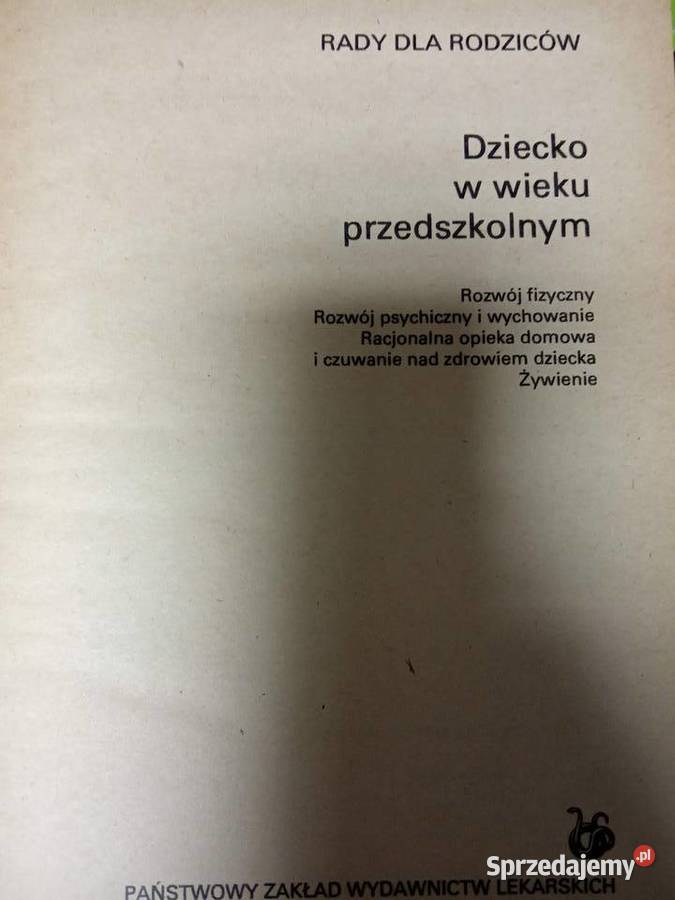 RADY DLA RODZICÓW
Dziecko
w wieku
przedszkolnym
Rozwój fizyczny
Rozwój psychiczny i wychowanie
Racjonalna opieka domowa
i czuwanie nad zdrowiem dziecka
Żywienie
PAŃSTWOWY ZAKŁAD WYDAWNICTW LEKARSKICH
Sprzedajemy.pl